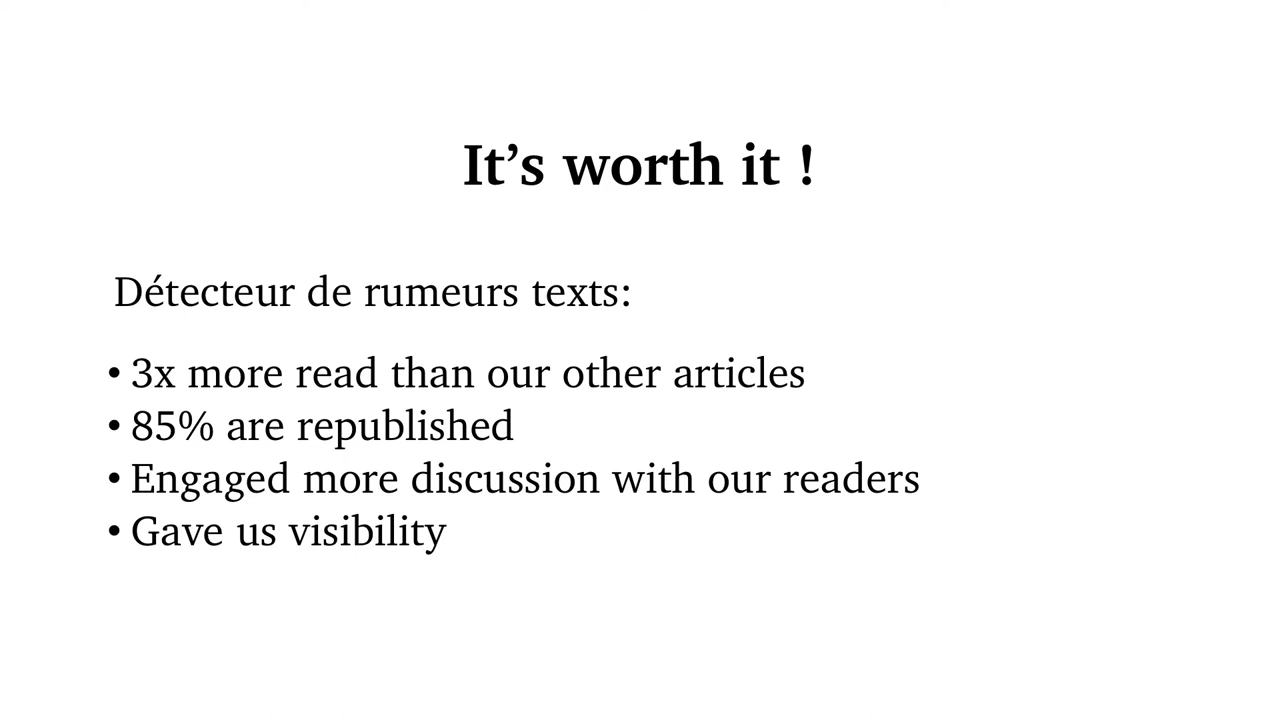 It’s worth it !
Détecteur de rumeurs texts:
• 3x more read than our other articles
• 85% are republished
• Engaged more discussion with our readers
• Gave us visibility